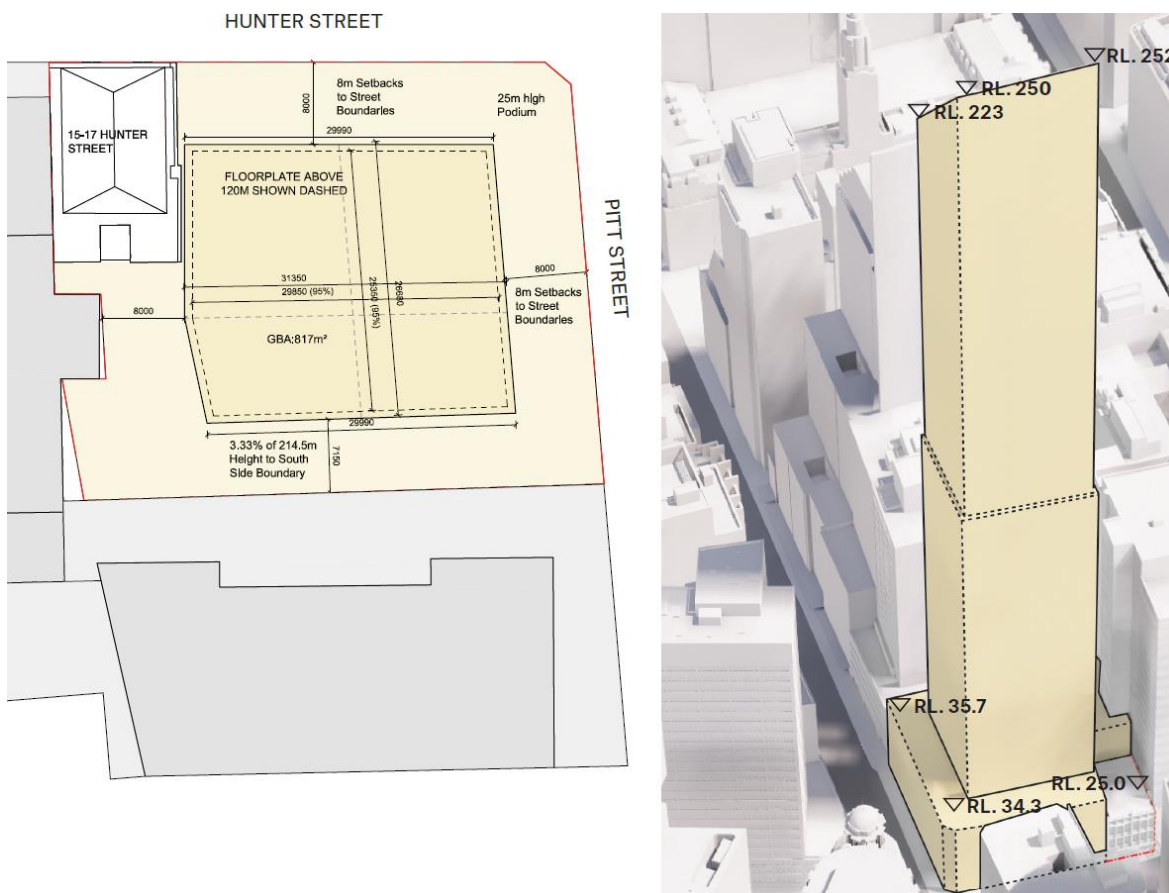 HUNTER STREET
8m Setbacks
to Street
Boundaries
25m high
Podium
8000
29990
15-17 HUNTER
STREET
FLOORPLATE ABOVE
120M SHOWN DASHED
PITT STREET
31350
29850 (95%)
25350 (95%)
26680
8000
8m Setbacks
to Street
Boundaries
8000
GBA:817m²
29990
3.33% of 214.5m
Height to South
Side Boundary
7150
RL. 252
RL. 250
RL. 223
RL. 35.7
RL. 25.0
RL. 34.3